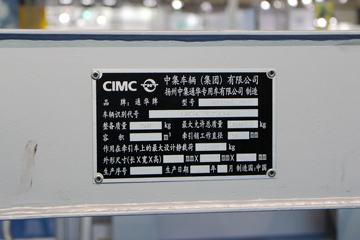 CIMC 中集车辆(集团)有限公司
扬州中集通华专用车有限公司 制造
品牌:通华牌 型号
车辆识别代号
整备质量 kg 最大允许总质量 kg
牵引销工作直径 mm
作用在牵引车上的最大设计静载荷 kg
外形尺寸(长X宽X高) mm× mm× mm
生产序号 生产日期 年 月 制造国:中国